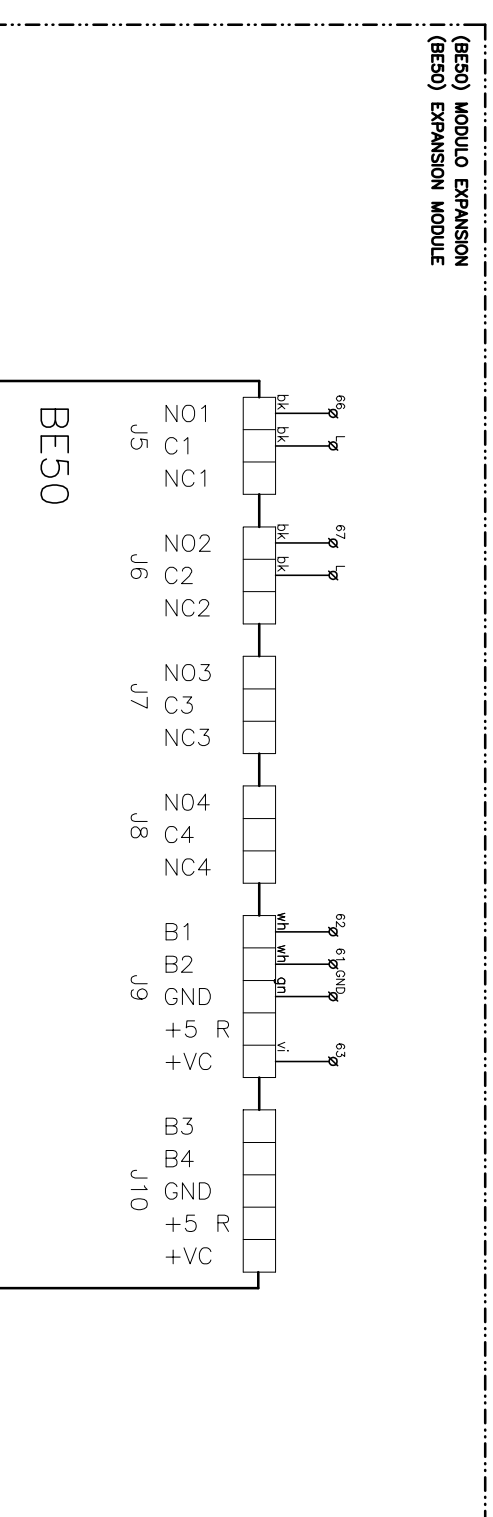 (BE50) MODULO EXPANSION
(BE50) EXPANSION MODULE
BE50
J5
NO1
bk
66
C1
bk
L
NC1
J6
NO2
bk
67
C2
bk
L
NC2
J7
NO3
C3
NC3
J8
NO4
C4
NC4
J9
B1
wh
62
B2
wh
61
GND
gn
GND
+5 R
+VC
vi
63
J10
B3
B4
GND
+5 R
+VC